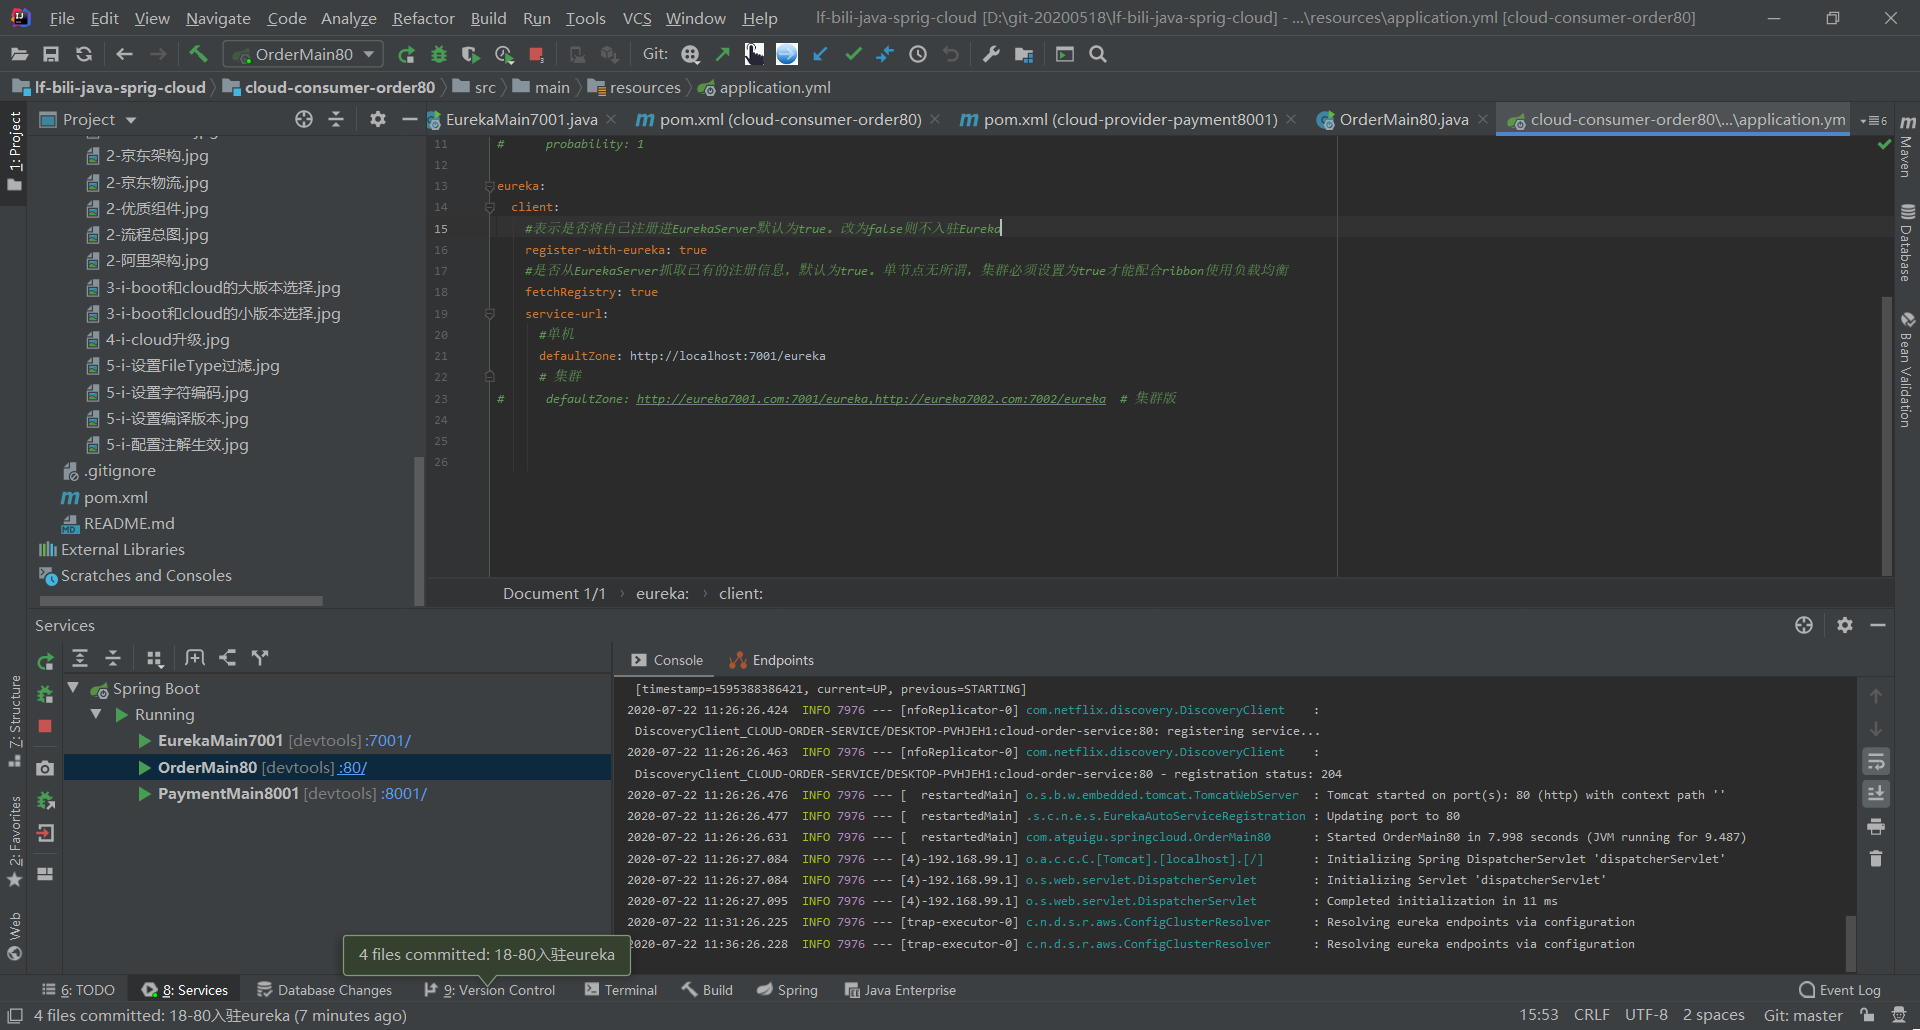 File Edit View Navigate Code Analyze Refactor Build Run Tools VCS Window Help lf-bili-java-sprig-cloud [D:\git-20200518\lf-bili-java-sprig-cloud] - ...\resources\application.yml [cloud-consumer-order80]
OrderMain80 Git:
lf-bili-java-sprig-cloud cloud-consumer-order80 src main resources application.yml
Project EurekaMain7001.java pom.xml (cloud-consumer-order80) pom.xml (cloud-provider-payment8001) OrderMain80.java cloud-consumer-order80\...\application.ym 6
1: Project
2-京东架构.jpg
2-京东物流.jpg
2-优质组件.jpg
2-流程总图.jpg
2-阿里架构.jpg
3-i-boot和cloud的大版本选择.jpg
3-i-boot和cloud的小版本选择.jpg
4-i-cloud升级.jpg
5-i-设置FileType过滤.jpg
5-i-设置字符编码.jpg
5-i-设置编译版本.jpg
5-i-配置注解生效.jpg
.gitignore
pom.xml
README.md
External Libraries
Scratches and Consoles
11 #      probability: 1
12
13 eureka:
14   client:
15     #表示是否将自己注册进EurekaServer默认为true。改为false则不入驻Eureka
16     register-with-eureka: true
17     #是否从EurekaServer抓取已有的注册信息，默认为true。单节点无所谓，集群必须设置为true才能配合ribbon使用负载均衡
18     fetchRegistry: true
19     service-url:
20       #单机
21       defaultZone: http://localhost:7001/eureka
22       # 集群
23 #      defaultZone: http://eureka7001.com:7001/eureka,http://eureka7002.com:7002/eureka  # 集群版
24
25
26
Document 1/1 › eureka: › client:
Maven
Database
Bean Validation
Services
Console Endpoints
Spring Boot
Running
EurekaMain7001 [devtools] :7001/
OrderMain80 [devtools] :80/
PaymentMain8001 [devtools] :8001/
[timestamp=1595388386421, current=UP, previous=STARTING]
2020-07-22 11:26:26.424  INFO 7976 --- [nfoReplicator-0] com.netflix.discovery.DiscoveryClient    :
DiscoveryClient_CLOUD-ORDER-SERVICE/DESKTOP-PVHJEH1:cloud-order-service:80: registering service...
2020-07-22 11:26:26.463  INFO 7976 --- [nfoReplicator-0] com.netflix.discovery.DiscoveryClient    :
DiscoveryClient_CLOUD-ORDER-SERVICE/DESKTOP-PVHJEH1:cloud-order-service:80 - registration status: 204
2020-07-22 11:26:26.476  INFO 7976 --- [  restartedMain] o.s.b.w.embedded.tomcat.TomcatWebServer  : Tomcat started on port(s): 80 (http) with context path ''
2020-07-22 11:26:26.477  INFO 7976 --- [  restartedMain] .s.c.n.e.s.EurekaAutoServiceRegistration : Updating port to 80
2020-07-22 11:26:26.631  INFO 7976 --- [  restartedMain] com.atguigu.springcloud.OrderMain80      : Started OrderMain80 in 7.998 seconds (JVM running for 9.487)
2020-07-22 11:26:27.084  INFO 7976 --- [4)-192.168.99.1] o.a.c.c.C.[Tomcat].[localhost].[/]       : Initializing Spring DispatcherServlet 'dispatcherServlet'
2020-07-22 11:26:27.084  INFO 7976 --- [4)-192.168.99.1] o.s.web.servlet.DispatcherServlet        : Initializing Servlet 'dispatcherServlet'
2020-07-22 11:26:27.095  INFO 7976 --- [4)-192.168.99.1] o.s.web.servlet.DispatcherServlet        : Completed initialization in 11 ms
2020-07-22 11:31:26.225  INFO 7976 --- [trap-executor-0] c.n.d.s.r.aws.ConfigClusterResolver      : Resolving eureka endpoints via configuration
2020-07-22 11:36:26.228  INFO 7976 --- [trap-executor-0] c.n.d.s.r.aws.ConfigClusterResolver      : Resolving eureka endpoints via configuration
7: Structure
2: Favorites
Web
4 files committed: 18-80入驻eureka
6: TODO 8: Services Database Changes 9: Version Control Terminal Build Spring Java Enterprise Event Log
4 files committed: 18-80入驻eureka (7 minutes ago) 15:53 CRLF UTF-8 2 spaces Git: master